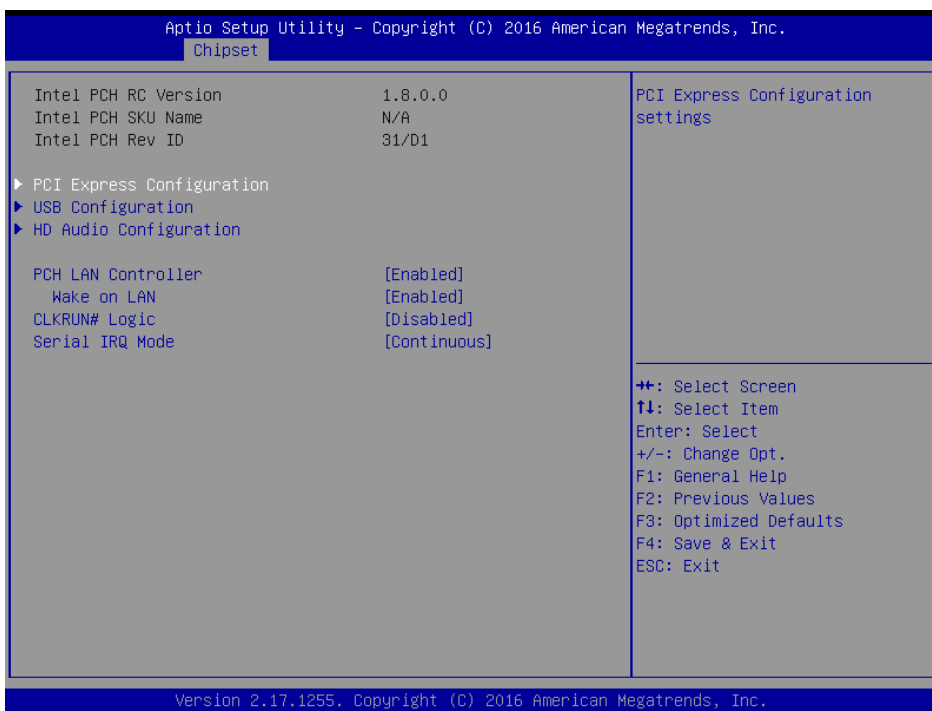 Aptio Setup Utility – Copyright (C) 2016 American Megatrends, Inc.
Chipset
Intel PCH RC Version 1.8.0.0
Intel PCH SKU Name N/A
Intel PCH Rev ID 31/D1
PCI Express Configuration
USB Configuration
HD Audio Configuration
PCH LAN Controller [Enabled]
Wake on LAN [Enabled]
CLKRUN# Logic [Disabled]
Serial IRQ Mode [Continuous]
PCI Express Configuration
settings
→←: Select Screen
↑↓: Select Item
Enter: Select
+/-: Change Opt.
F1: General Help
F2: Previous Values
F3: Optimized Defaults
F4: Save & Exit
ESC: Exit
Version 2.17.1255. Copyright (C) 2016 American Megatrends, Inc.